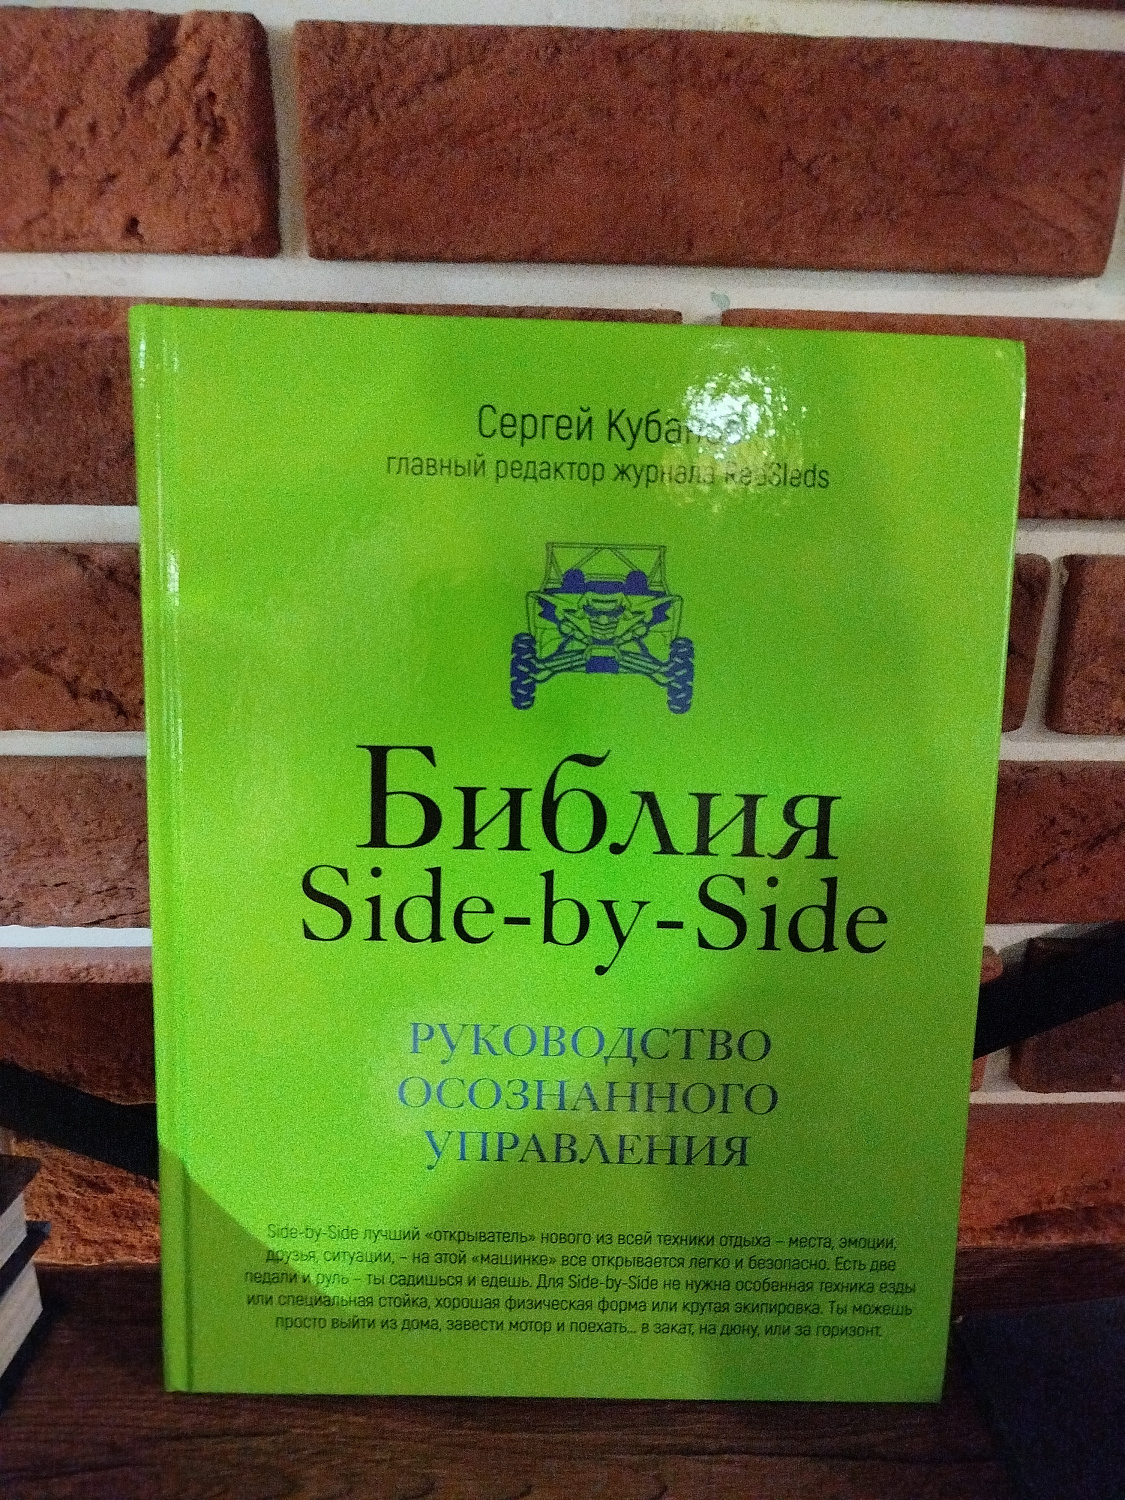 Сергей
главный редактор журнала RedSleds
Библия
Side-by-Side
РУКОВОДСТВО
ОСОЗНАННОГО
УПРАВЛЕНИЯ
Side-by-Side лучший «открыватель» нового из всей техники отдыха – места, эмоции,
друзья, ситуации, – на этой «машинке» все открывается легко и безопасно. Есть две
педали и руль – ты садишься и едешь. Для Side-by-Side не нужна особенная техника езды
или специальная стойка, хорошая физическая форма или крутая экипировка. Ты можешь
просто выйти из дома, завести мотор и поехать... в закат, на дюну, или за горизонт.